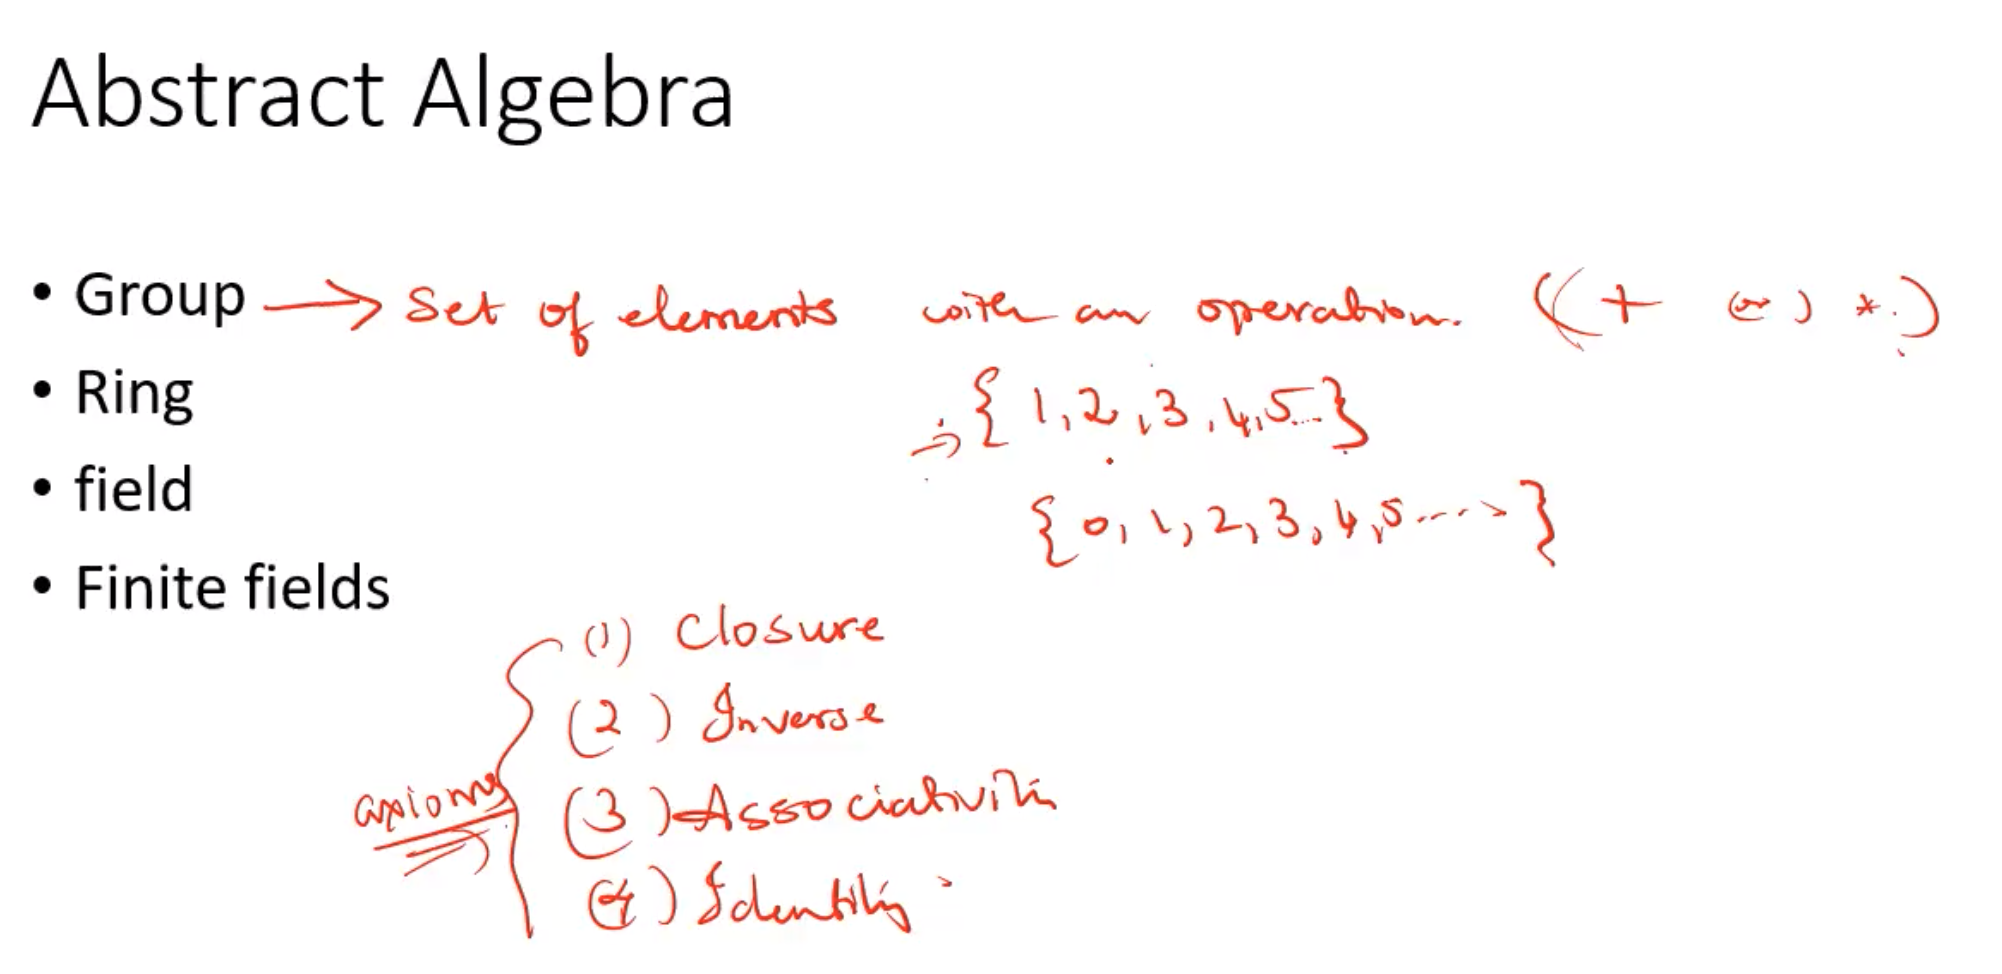 Abstract Algebra
• Group → Set of elements with an operation. ((+ (or) *.)
• Ring
⇒ { 1, 2, 3, 4, 5... }
• field
{ 0, 1, 2, 3, 4, 5.... }
• Finite fields
(1) Closure
(2) Inverse
axioms (3) Associativity
(4) Identity